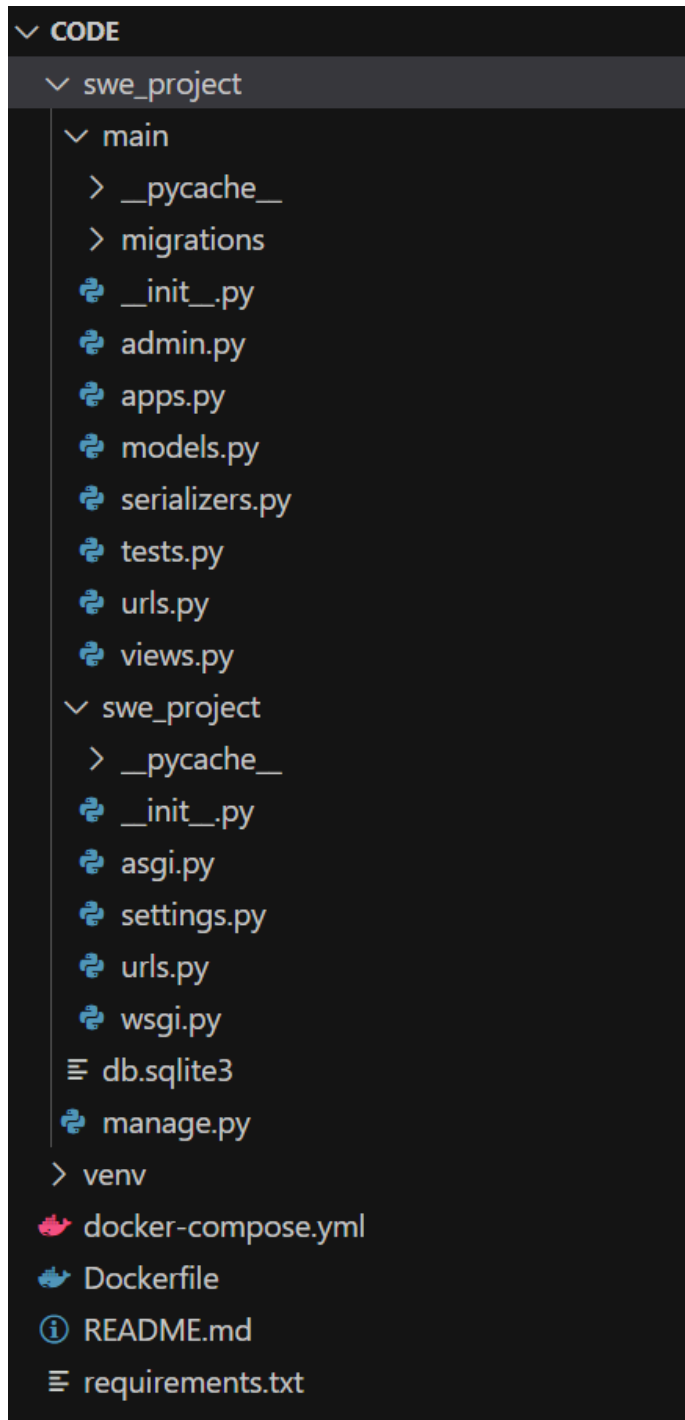 CODE
swe_project
main
__pycache__
migrations
__init__.py
admin.py
apps.py
models.py
serializers.py
tests.py
urls.py
views.py
swe_project
__pycache__
__init__.py
asgi.py
settings.py
urls.py
wsgi.py
db.sqlite3
manage.py
venv
docker-compose.yml
Dockerfile
README.md
requirements.txt